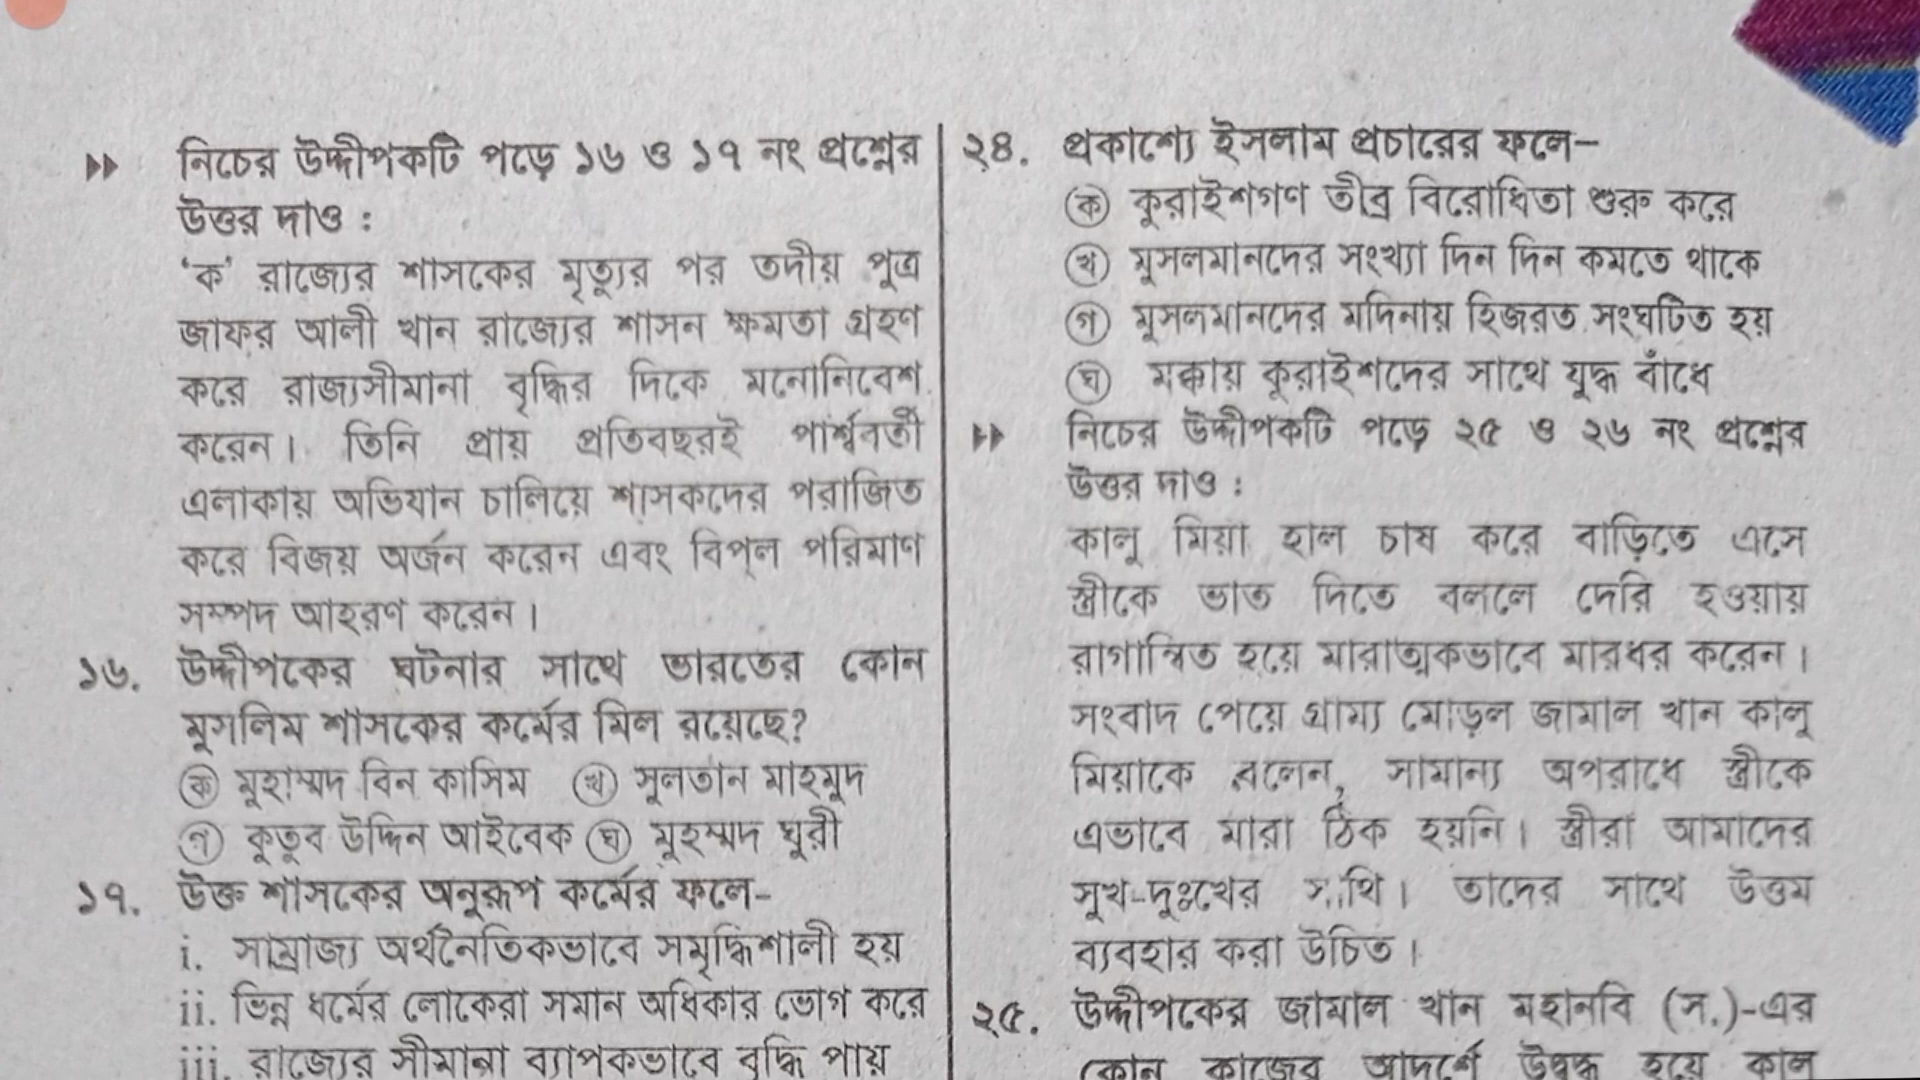 নিচের উদ্দীপকটি পড়ে ১৬ ও ১৭ নং প্রশ্নের
উত্তর দাও :
'ক' রাজ্যের শাসকের মৃত্যুর পর তদীয় পুত্র
জাফর আলী খান রাজ্যের শাসন ক্ষমতা গ্রহণ
করে রাজ্যসীমানা বৃদ্ধির দিকে মনোনিবেশ
করেন। তিনি প্রায় প্রতিবছরই পার্শ্ববর্তী
এলাকায় অভিযান চালিয়ে শাসকদের পরাজিত
করে বিজয় অর্জন করেন এবং বিপুল পরিমাণ
সম্পদ আহরণ করেন।
১৬. উদ্দীপকের ঘটনার সাথে ভারতের কোন
মুসলিম শাসকের কর্মের মিল রয়েছে?
ক মুহাম্মদ বিন কাসিম খ সুলতান মাহমুদ
গ কুতুব উদ্দিন আইবেক ঘ মুহম্মদ ঘুরী
১৭. উক্ত শাসকের অনুরূপ কর্মের ফলে-
i. সাম্রাজ্য অর্থনৈতিকভাবে সমৃদ্ধিশালী হয়
ii. ভিন্ন ধর্মের লোকেরা সমান অধিকার ভোগ করে
iii. রাজ্যের সীমানা ব্যাপকভাবে বৃদ্ধি পায়
২৪. প্রকাশ্যে ইসলাম প্রচারের ফলে-
ক কুরাইশগণ তীব্র বিরোধিতা শুরু করে
খ মুসলমানদের সংখ্যা দিন দিন কমতে থাকে
গ মুসলমানদের মদিনায় হিজরত সংঘটিত হয়
ঘ মক্কায় কুরাইশদের সাথে যুদ্ধ বাঁধে
নিচের উদ্দীপকটি পড়ে ২৫ ও ২৬ নং প্রশ্নের
উত্তর দাও :
কালু মিয়া হাল চাষ করে বাড়িতে এসে
স্ত্রীকে ভাত দিতে বললে দেরি হওয়ায়
রাগান্বিত হয়ে মারাত্মকভাবে মারধর করেন।
সংবাদ পেয়ে গ্রাম্য মোড়ল জামাল খান কালু
মিয়াকে বলেন, সামান্য অপরাধে স্ত্রীকে
এভাবে মারা ঠিক হয়নি। স্ত্রীরা আমাদের
সুখ-দুঃখের সাথি। তাদের সাথে উত্তম
ব্যবহার করা উচিত।
২৫. উদ্দীপকের জামাল খান মহানবি (স.)-এর
কোন কাজের আদর্শে উদ্বুদ্ধ হয়ে কালু